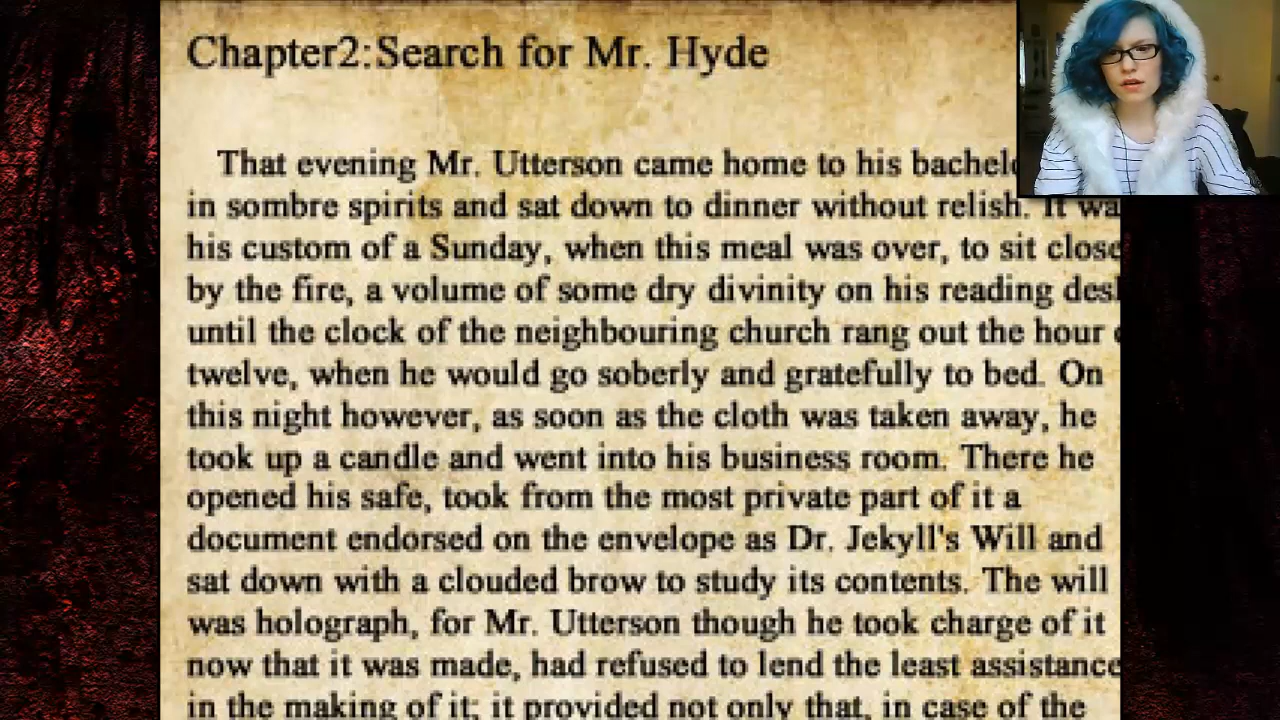 Chapter2:Search for Mr. Hyde
That evening Mr. Utterson came home to his
in sombre spirits and sat down to dinner without relish. It
his custom of a Sunday, when this meal was over, to sit close
by the fire, a volume of some dry divinity on his reading
until the clock of the neighbouring church rang out the hour
twelve, when he would go soberly and gratefully to bed. On
this night however, as soon as the cloth was taken away, he
took up a candle and went into his business room. There he
opened his safe, took from the most private part of it a
document endorsed on the envelope as Dr. Jekyll's Will and
sat down with a clouded brow to study its contents. The will
was holograph, for Mr. Utterson though he took charge of it
now that it was made, had refused to lend the least assistance
in the making of it; it provided not only that, in case of the